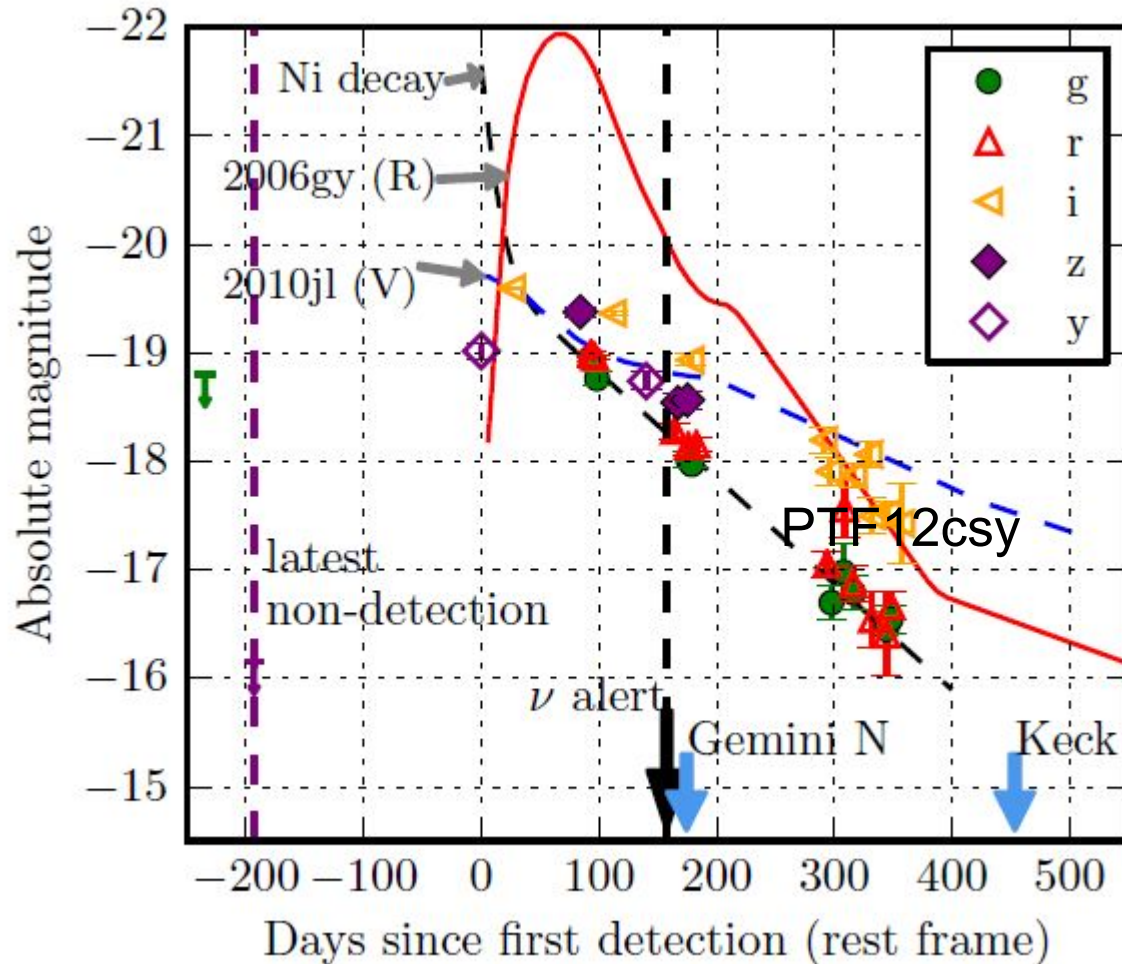 −22
−21
−20
−19
−18
−17
−16
−15
Absolute magnitude
Ni decay
2006gy (R)
2010jl (V)
g
r
i
z
y
PTF12csy
latest
non-detection
ν alert
Gemini N
Keck
−200 −100 0 100 200 300 400 500
Days since first detection (rest frame)